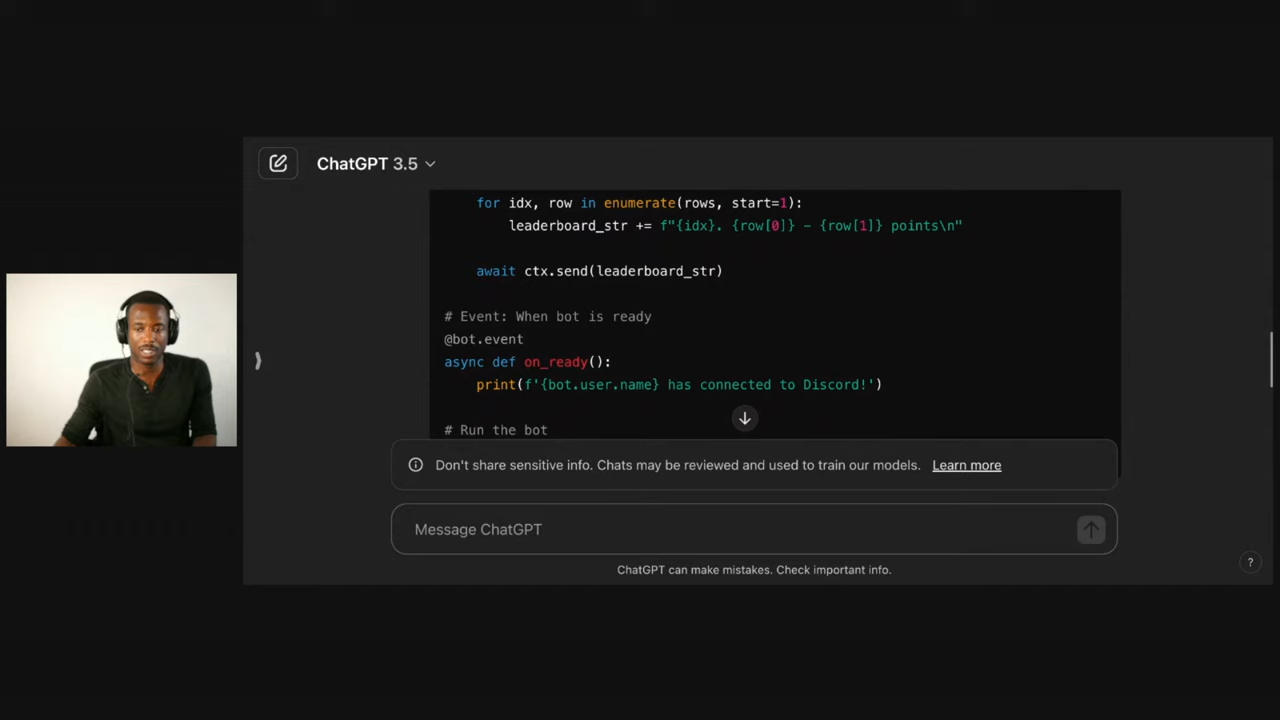 ChatGPT 3.5
for idx, row in enumerate(rows, start=1):
leaderboard_str += f"{idx}. {row[0]} - {row[1]} points\n"
await ctx.send(leaderboard_str)
# Event: When bot is ready
@bot.event
async def on_ready():
print(f'{bot.user.name} has connected to Discord!')
# Run the bot
Don't share sensitive info. Chats may be reviewed and used to train our models. Learn more
Message ChatGPT
ChatGPT can make mistakes. Check important info.
?